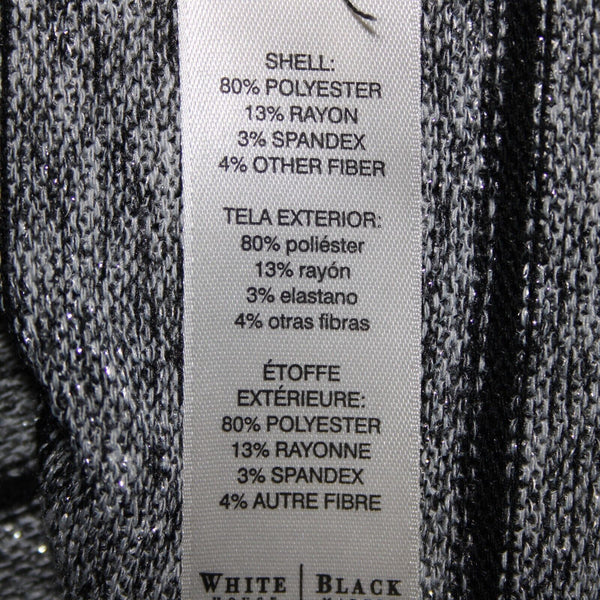 SHELL:
80% POLYESTER
13% RAYON
3% SPANDEX
4% OTHER FIBER
TELA EXTERIOR:
80% poliéster
13% rayón
3% elastano
4% otras fibras
ÉTOFFE
EXTÉRIEURE:
80% POLYESTER
13% RAYONNE
3% SPANDEX
4% AUTRE FIBRE
WHITE | BLACK